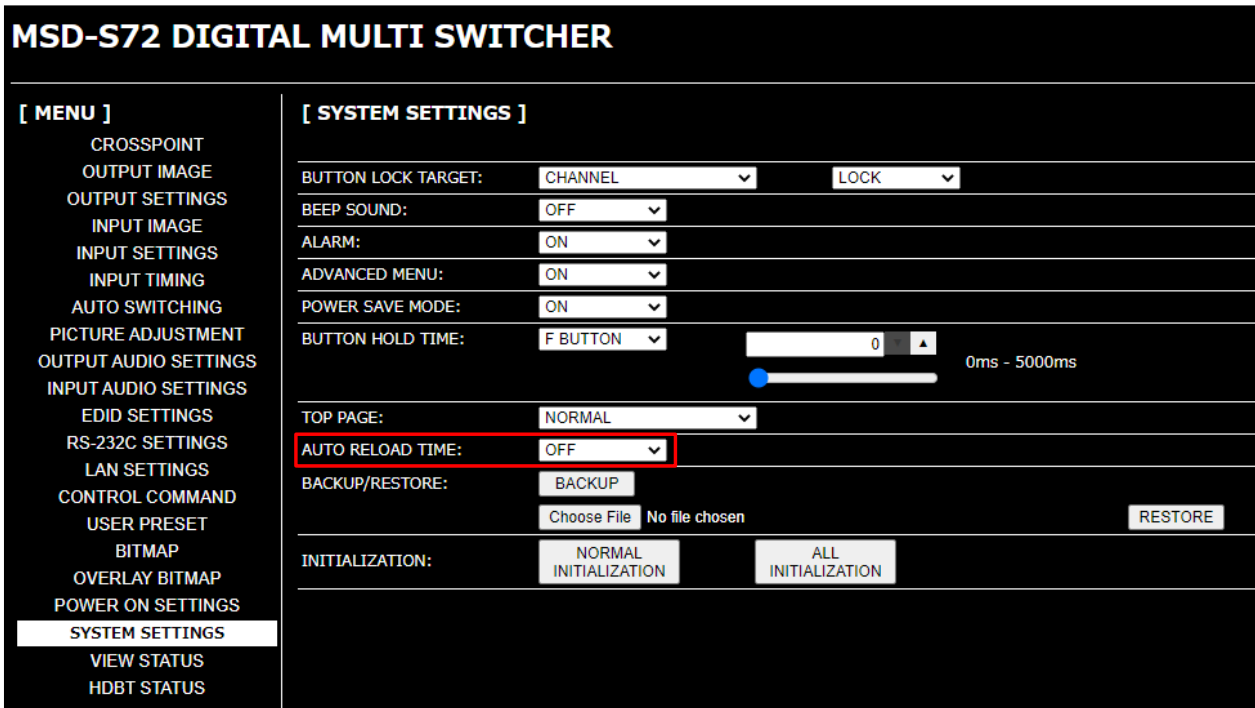 MSD-S72 DIGITAL MULTI SWITCHER
[ MENU ]
CROSSPOINT
OUTPUT IMAGE
OUTPUT SETTINGS
INPUT IMAGE
INPUT SETTINGS
INPUT TIMING
AUTO SWITCHING
PICTURE ADJUSTMENT
OUTPUT AUDIO SETTINGS
INPUT AUDIO SETTINGS
EDID SETTINGS
RS-232C SETTINGS
LAN SETTINGS
CONTROL COMMAND
USER PRESET
BITMAP
OVERLAY BITMAP
POWER ON SETTINGS
SYSTEM SETTINGS
VIEW STATUS
HDBT STATUS
[ SYSTEM SETTINGS ]
BUTTON LOCK TARGET: CHANNEL LOCK
BEEP SOUND: OFF
ALARM: ON
ADVANCED MENU: ON
POWER SAVE MODE: ON
BUTTON HOLD TIME: F BUTTON 0
0ms - 5000ms
TOP PAGE: NORMAL
AUTO RELOAD TIME: OFF
BACKUP/RESTORE: BACKUP
Choose File No file chosen RESTORE
INITIALIZATION:
NORMAL
INITIALIZATION
ALL
INITIALIZATION